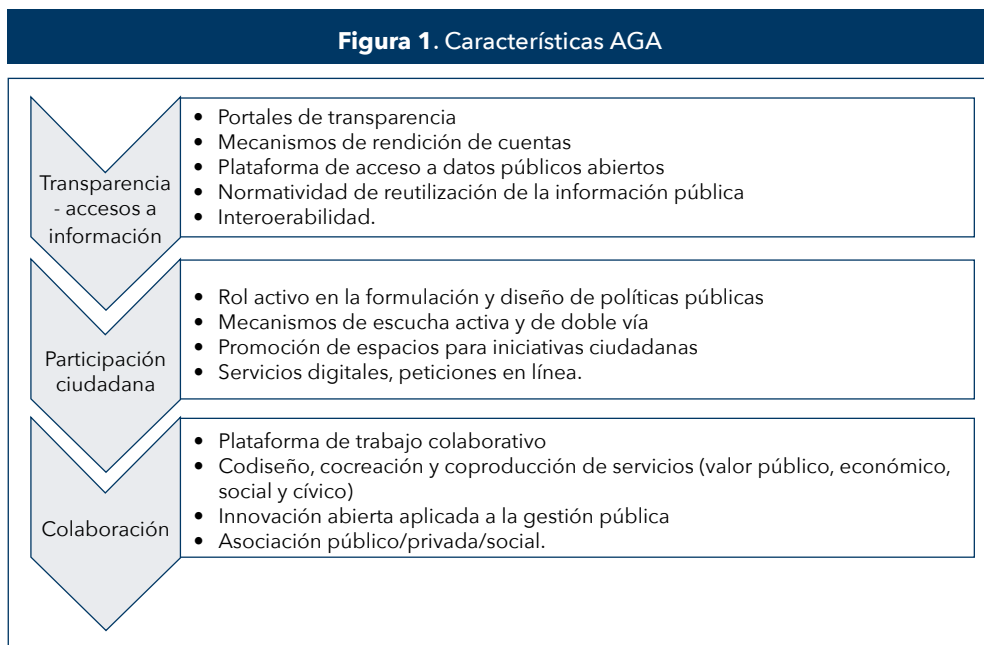 Figura 1. Características AGA
Transparencia
- accesos a
información
• Portales de transparencia
• Mecanismos de rendición de cuentas
• Plataforma de acceso a datos públicos abiertos
• Normatividad de reutilización de la información pública
• Interoerabilidad.
Participación
ciudadana
• Rol activo en la formulación y diseño de políticas públicas
• Mecanismos de escucha activa y de doble vía
• Promoción de espacios para iniciativas ciudadanas
• Servicios digitales, peticiones en línea.
Colaboración
• Plataforma de trabajo colaborativo
• Codiseño, cocreación y coproducción de servicios (valor público, económico,
social y cívico)
• Innovación abierta aplicada a la gestión pública
• Asociación público/privada/social.